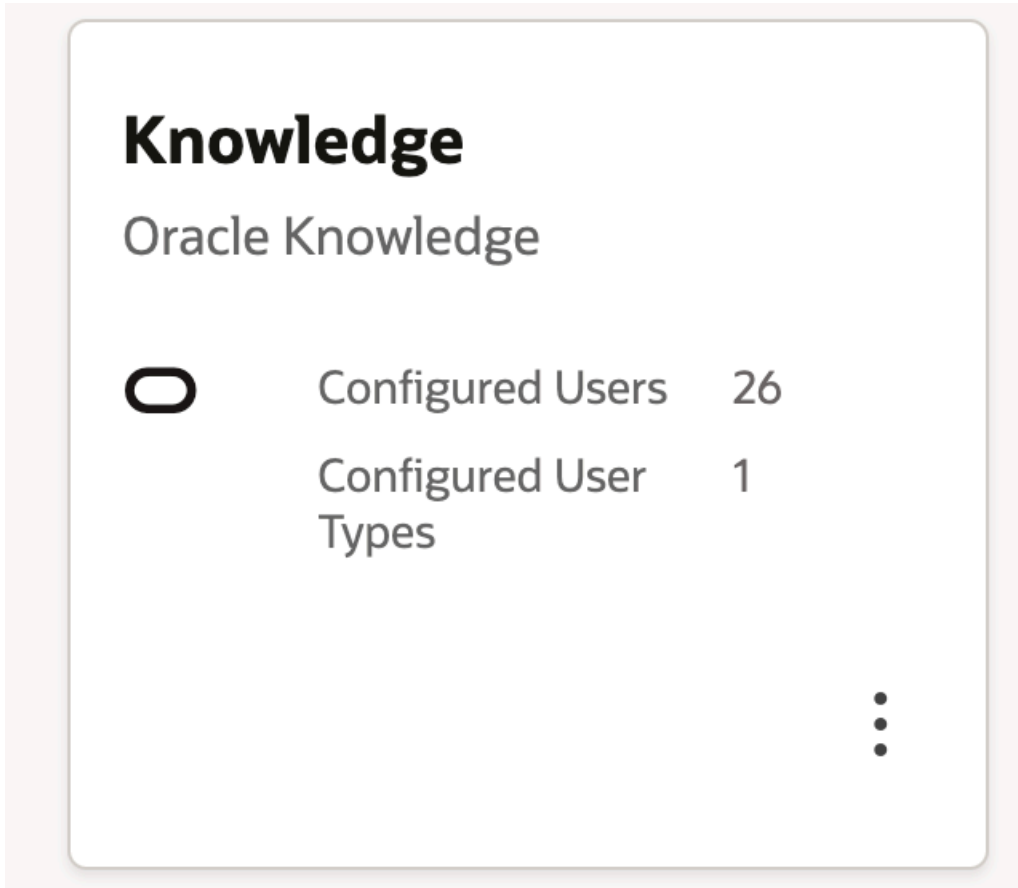 Knowledge
Oracle Knowledge
Configured Users 26
Configured User 1
Types